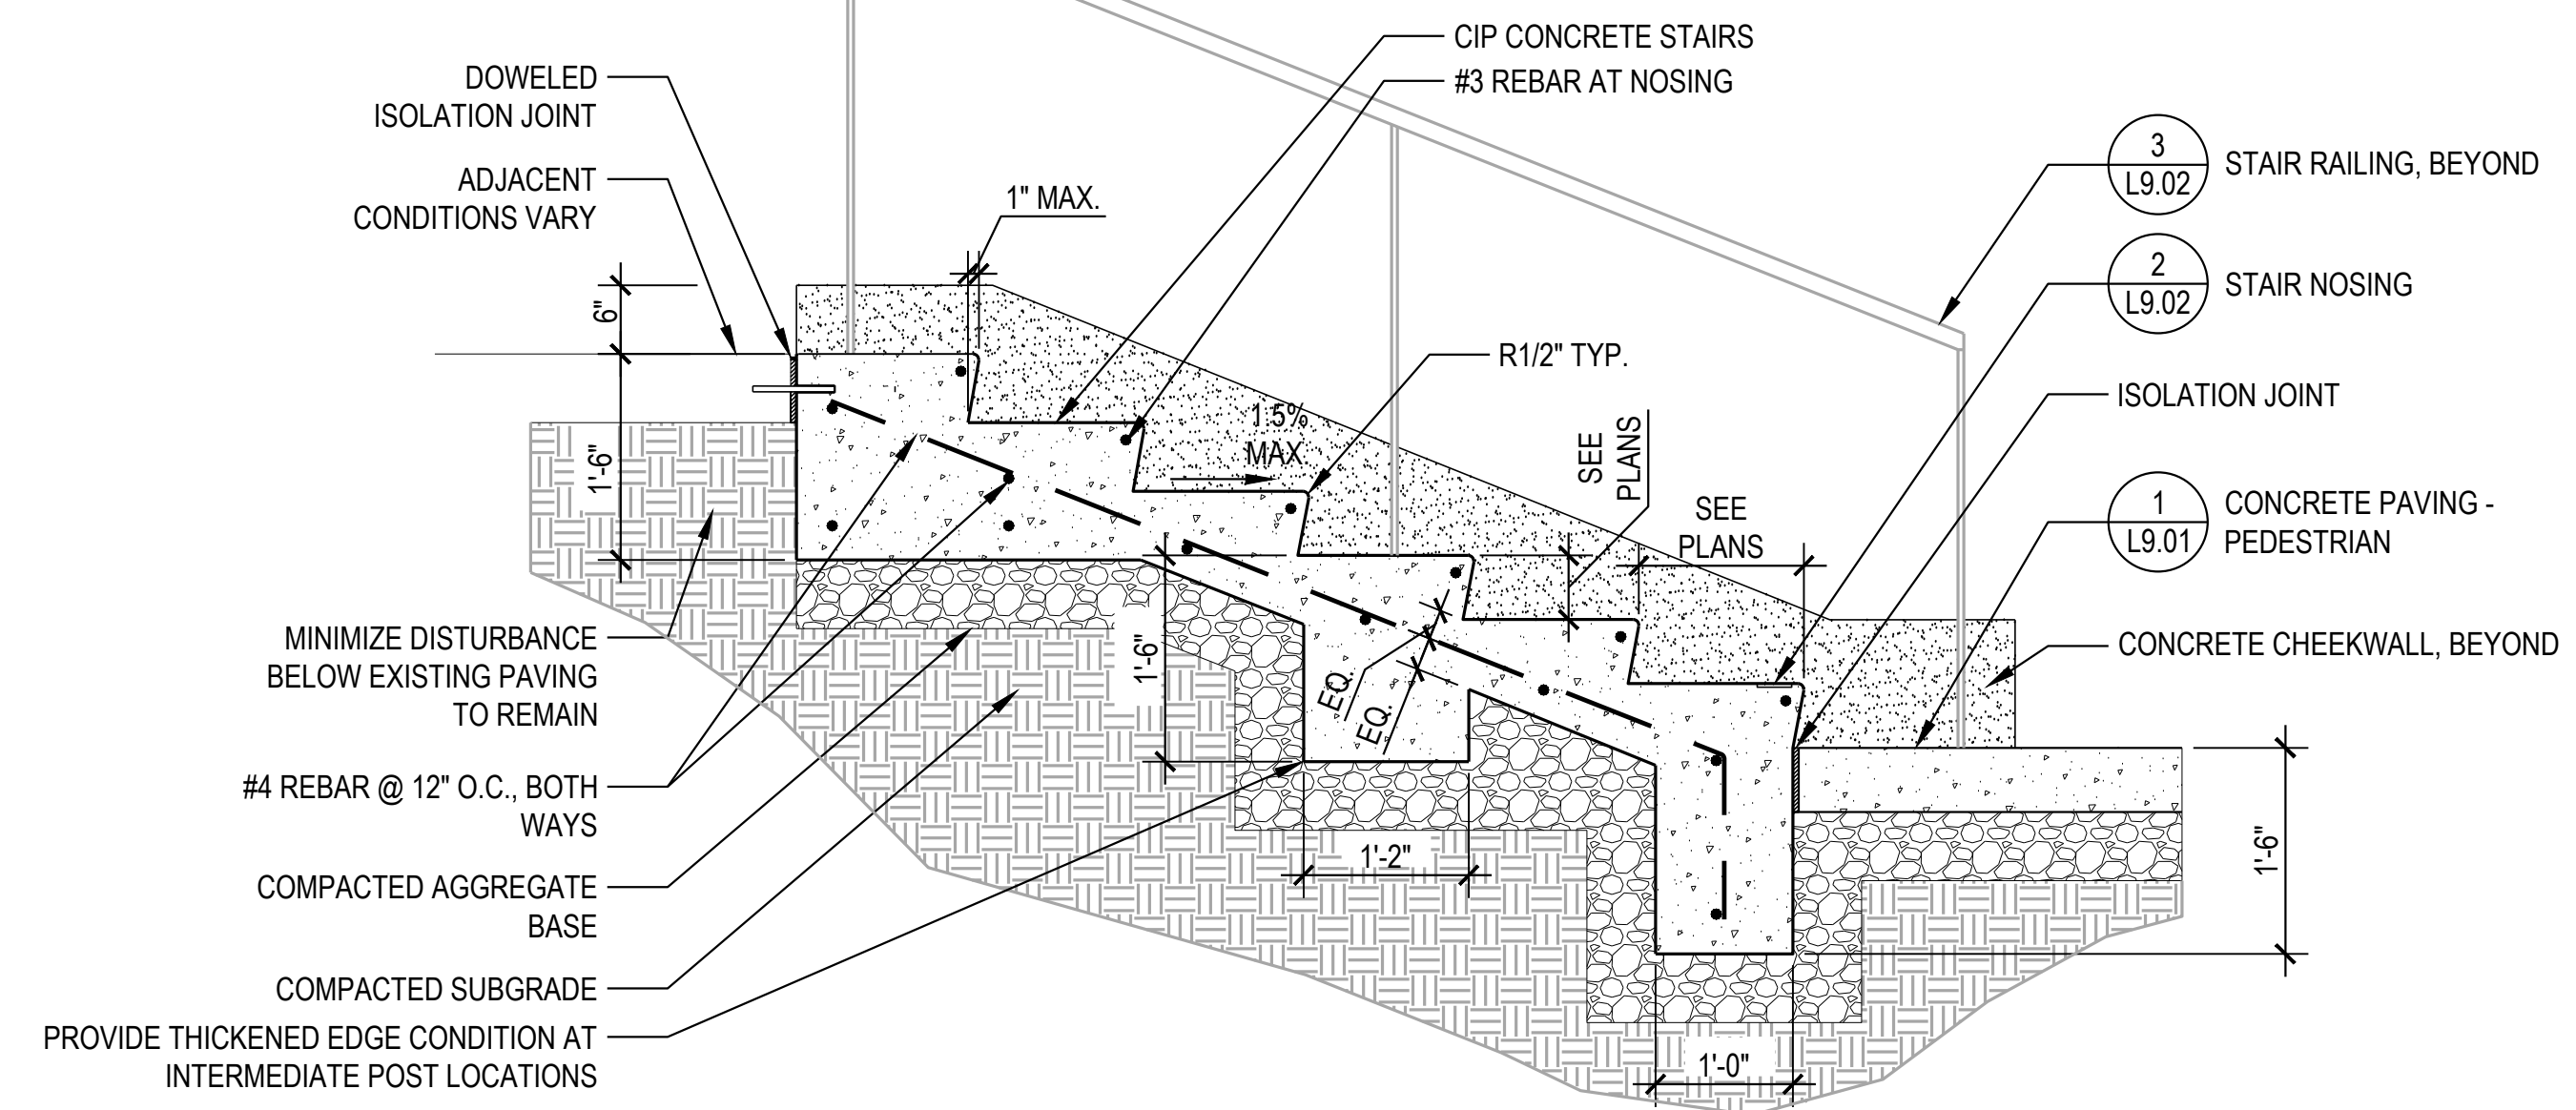 CIP CONCRETE STAIRS
#3 REBAR AT NOSING
DOWELED
ISOLATION JOINT
ADJACENT
CONDITIONS VARY
1" MAX.
3
L9.02
STAIR RAILING, BEYOND
2
L9.02
STAIR NOSING
6"
R1/2" TYP.
ISOLATION JOINT
1.5%
MAX
SEE
PLANS
1'-6"
SEE
PLANS
1
L9.01
CONCRETE PAVING -
PEDESTRIAN
MINIMIZE DISTURBANCE
BELOW EXISTING PAVING
TO REMAIN
1'-6"
EQ.
EQ.
CONCRETE CHEEKWALL, BEYOND
#4 REBAR @ 12" O.C., BOTH
WAYS
1'-2"
1'-6"
COMPACTED AGGREGATE
BASE
COMPACTED SUBGRADE
PROVIDE THICKENED EDGE CONDITION AT
INTERMEDIATE POST LOCATIONS
1'-0"